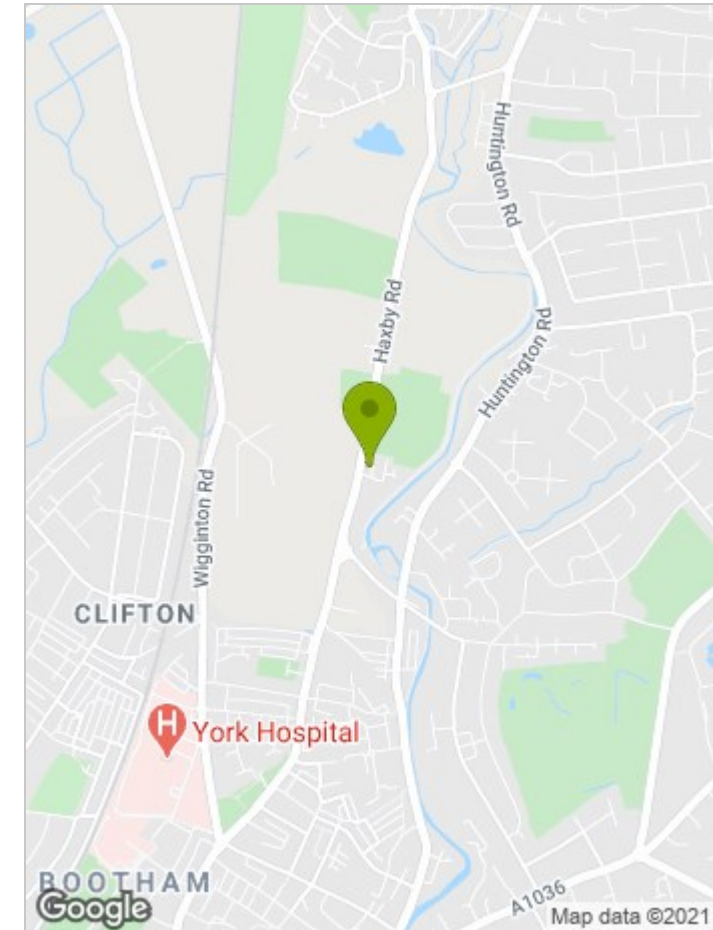 Huntington Rd
Haxby Rd
Huntington Rd
Wigginton Rd
CLIFTON
H
York Hospital
BOOTHAM
A1036
Google
Map data ©2021